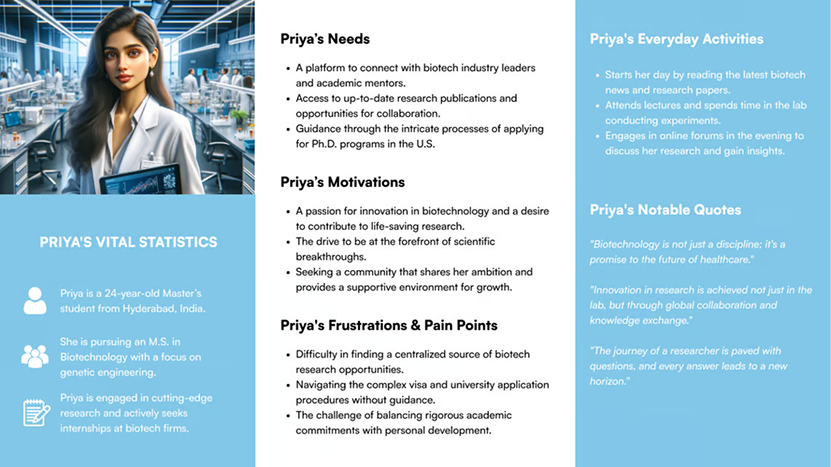 PRIYA'S VITAL STATISTICS
Priya is a 24-year-old Master's
student from Hyderabad, India.
She is pursuing an M.S. in
Biotechnology with a focus on
genetic engineering.
Priya is engaged in cutting-edge
research and actively seeks
internships at biotech firms.
Priya's Needs
• A platform to connect with biotech industry leaders
and academic mentors.
• Access to up-to-date research publications and
opportunities for collaboration.
• Guidance through the intricate processes of applying
for Ph.D. programs in the U.S.
Priya's Motivations
• A passion for innovation in biotechnology and a desire
to contribute to life-saving research.
• The drive to be at the forefront of scientific
breakthroughs.
• Seeking a community that shares her ambition and
provides a supportive environment for growth.
Priya's Frustrations & Pain Points
• Difficulty in finding a centralized source of biotech
research opportunities.
• Navigating the complex visa and university application
procedures without guidance.
• The challenge of balancing rigorous academic
commitments with personal development.
Priya's Everyday Activities
• Starts her day by reading the latest biotech
news and research papers.
• Attends lectures and spends time in the lab
conducting experiments.
• Engages in online forums in the evening to
discuss her research and gain insights.
Priya's Notable Quotes
"Biotechnology is not just a discipline; it's a
promise to the future of healthcare."
"Innovation in research is achieved not just in the
lab, but through global collaboration and
knowledge exchange."
"The journey of a researcher is paved with
questions, and every answer leads to a new
horizon."